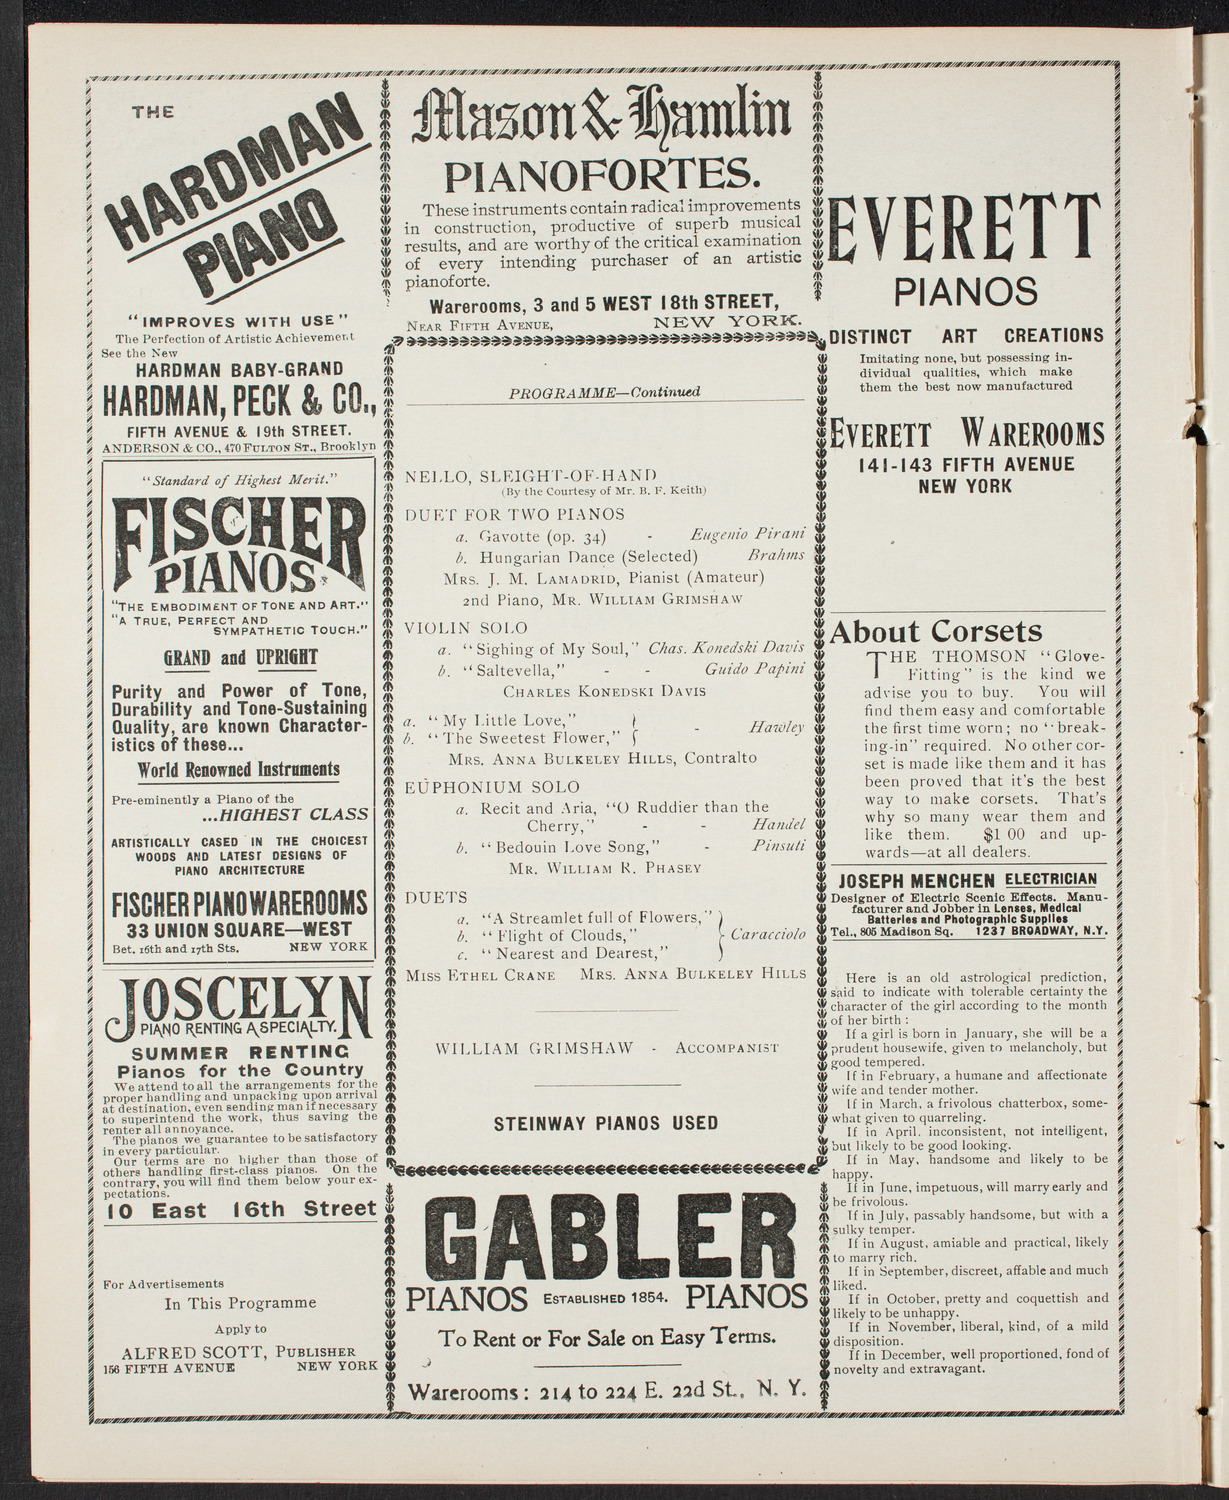 THE
HARDMAN
PIANO
"IMPROVES WITH USE"
The Perfection of Artistic Achievement
See the New
HARDMAN BABY-GRAND
HARDMAN, PECK & CO.,
FIFTH AVENUE & 19th STREET.
ANDERSON & CO., 470 FULTON ST., Brooklyn
"Standard of Highest Merit."
FISCHER
PIANOS
"THE EMBODIMENT OF TONE AND ART."
"A TRUE, PERFECT AND
SYMPATHETIC TOUCH."
GRAND and UPRIGHT
Purity and Power of Tone,
Durability and Tone-Sustaining
Quality, are known Character-
istics of these...
World Renowned Instruments
Pre-eminently a Piano of the
...HIGHEST CLASS
ARTISTICALLY CASED IN THE CHOICEST
WOODS AND LATEST DESIGNS OF
PIANO ARCHITECTURE
FISCHER PIANO WAREROOMS
33 UNION SQUARE—WEST
Bet. 16th and 17th Sts. NEW YORK
JOSCELYN
PIANO RENTING A SPECIALTY.
SUMMER RENTING
Pianos for the Country
We attend to all the arrangements for the
proper handling and unpacking upon arrival
at destination, even sending man if necessary
to superintend the work, thus saving the
renter all annoyance.
The pianos we guarantee to be satisfactory
in every particular.
Our terms are no higher than those of
others handling first-class pianos. On the
contrary, you will find them below your ex-
pectations.
10 East 16th Street
For Advertisements
In This Programme
Apply to
ALFRED SCOTT, PUBLISHER
156 FIFTH AVENUE NEW YORK
Mason & Hamlin
PIANOFORTES.
These instruments contain radical improvements
in construction, productive of superb musical
results, and are worthy of the critical examination
of every intending purchaser of an artistic
pianoforte.
Warerooms, 3 and 5 WEST 18th STREET,
NEAR FIFTH AVENUE, NEW YORK.
PROGRAMME—Continued
NELLO, SLEIGHT-OF-HAND
(By the Courtesy of Mr. B. F. Keith)
DUET FOR TWO PIANOS
a. Gavotte (op. 34) - Eugenio Pirani
b. Hungarian Dance (Selected) Brahms
MRS. J. M. LAMADRID, Pianist (Amateur)
2nd Piano, MR. WILLIAM GRIMSHAW
VIOLIN SOLO
a. "Sighing of My Soul," Chas. Konedski Davis
b. "Saltevella," - - Guido Papini
CHARLES KONEDSKI DAVIS
a. "My Little Love,"
b. "The Sweetest Flower," - Hawley
MRS. ANNA BULKELEY HILLS, Contralto
EUPHONIUM SOLO
a. Recit and Aria, "O Ruddier than the
Cherry," - - Handel
b. "Bedouin Love Song," - Pinsuti
MR. WILLIAM R. PHASEY
DUETS
a. "A Streamlet full of Flowers,"
b. "Flight of Clouds," Caracciolo
c. "Nearest and Dearest,"
MISS ETHEL CRANE MRS. ANNA BULKELEY HILLS
WILLIAM GRIMSHAW - ACCOMPANIST
STEINWAY PIANOS USED
GABLER
PIANOS ESTABLISHED 1854. PIANOS
To Rent or For Sale on Easy Terms.
Warerooms: 214 to 224 E. 22d St., N. Y.
EVERETT
PIANOS
DISTINCT ART CREATIONS
Imitating none, but possessing in-
dividual qualities, which make
them the best now manufactured
EVERETT WAREROOMS
141-143 FIFTH AVENUE
NEW YORK
About Corsets
THE THOMSON "Glove-
Fitting" is the kind we
advise you to buy. You will
find them easy and comfortable
the first time worn; no "break-
ing-in" required. No other cor-
set is made like them and it has
been proved that it's the best
way to make corsets. That's
why so many wear them and
like them. $1 00 and up-
wards—at all dealers.
JOSEPH MENCHEN ELECTRICIAN
Designer of Electric Scenic Effects. Manu-
facturer and Jobber in Lenses, Medical
Batteries and Photographic Supplies
Tel., 805 Madison Sq. 1237 BROADWAY, N.Y.
Here is an old astrological prediction,
said to indicate with tolerable certainty the
character of the girl according to the month
of her birth:
If a girl is born in January, she will be a
prudent housewife, given to melancholy, but
good tempered.
If in February, a humane and affectionate
wife and tender mother.
If in March, a frivolous chatterbox, some-
what given to quarreling.
If in April, inconsistent, not intelligent,
but likely to be good looking.
If in May, handsome and likely to be
happy.
If in June, impetuous, will marry early and
be frivolous.
If in July, passably handsome, but with a
sulky temper.
If in August, amiable and practical, likely
to marry rich.
If in September, discreet, affable and much
liked.
If in October, pretty and coquettish and
likely to be unhappy.
If in November, liberal, kind, of a mild
disposition.
If in December, well proportioned, fond of
novelty and extravagant.